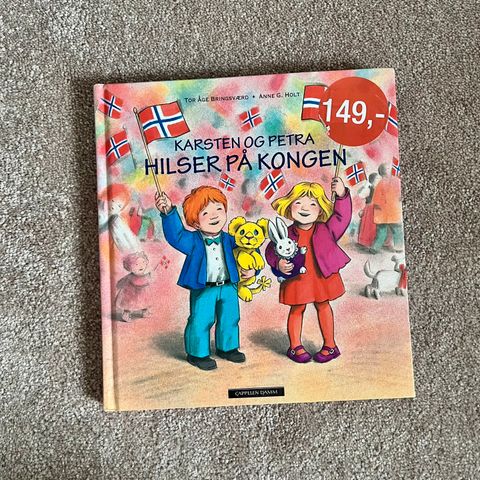 TOR ÅGE BRINGSVÆRD • ANNE G. HOLT
149,-
KARSTEN OG PETRA
HILSER PÅ KONGEN
CAPPELEN DAMM